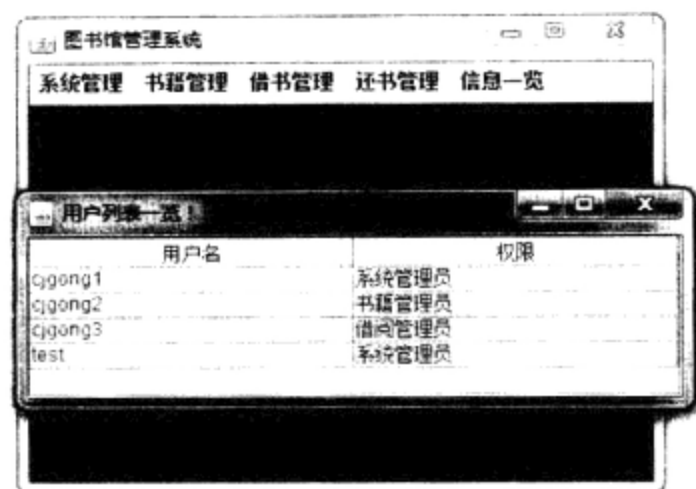 图书馆管理系统
系统管理 书籍管理 借书管理 还书管理 信息一览
用户列表一览！
用户名 权限
cjgong1 系统管理员
cjgong2 书籍管理员
cjgong3 借阅管理员
test 系统管理员